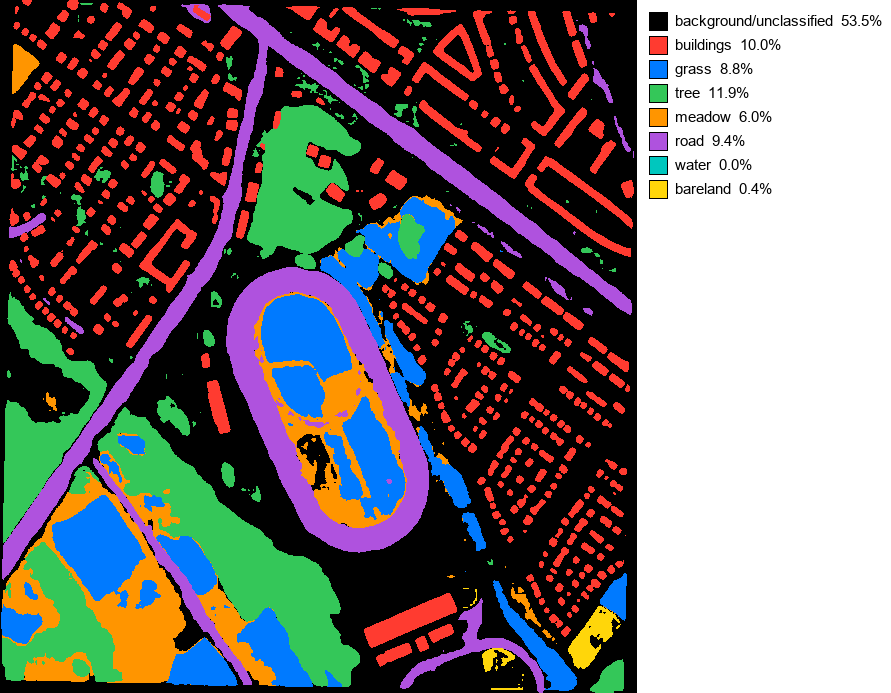 background/unclassified 53.5%
buildings 10.0%
grass 8.8%
tree 11.9%
meadow 6.0%
road 9.4%
water 0.0%
bareland 0.4%